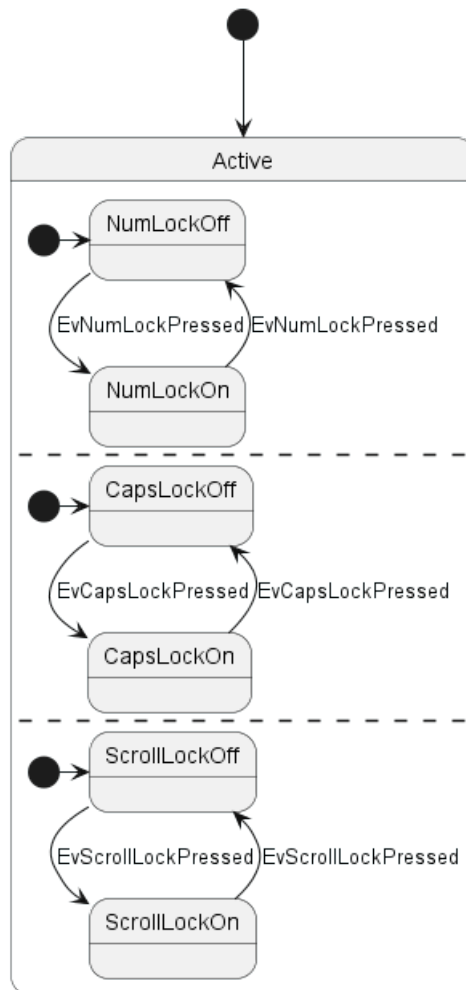 Active
NumLockOff
EvNumLockPressed EvNumLockPressed
NumLockOn
CapsLockOff
EvCapsLockPressed EvCapsLockPressed
CapsLockOn
ScrollLockOff
EvScrollLockPressed EvScrollLockPressed
ScrollLockOn